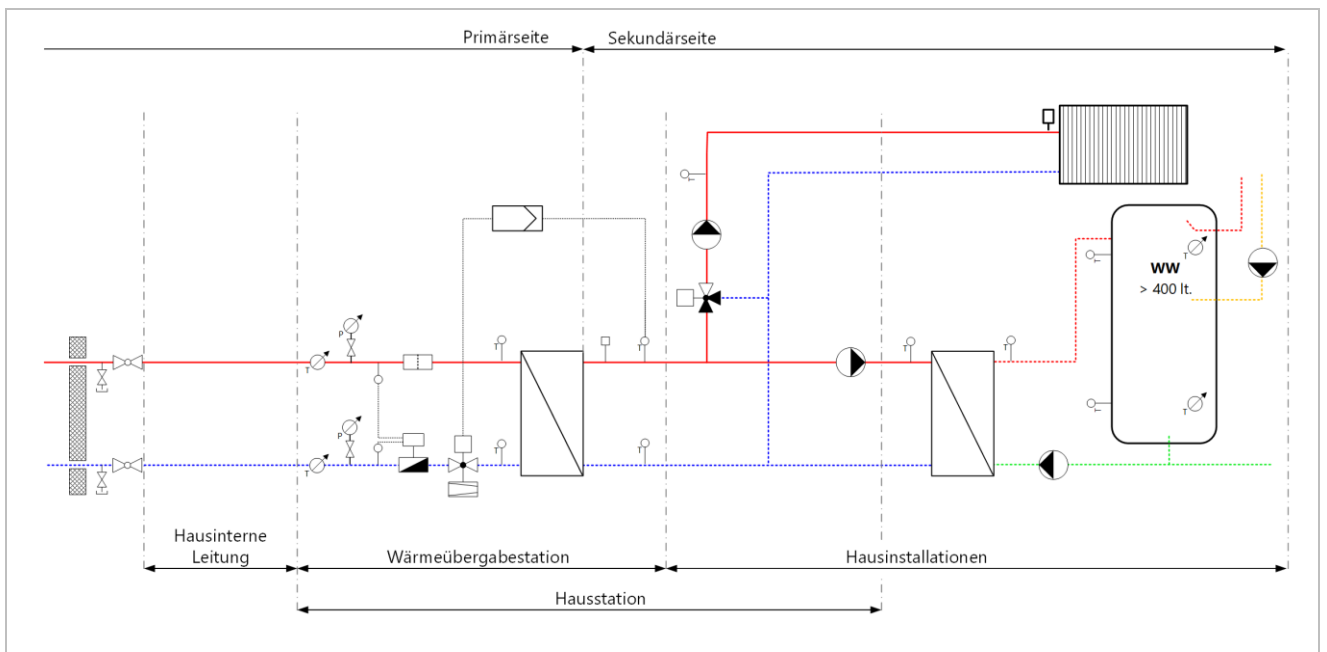 Primärseite
Sekundärseite
T
P
T
T
T
T
T
T
T
T
WW
> 400 lt.
P
T
T
T
T
T
Hausinterne
Leitung
Wärmeübergabestation
Hausinstallationen
Hausstation